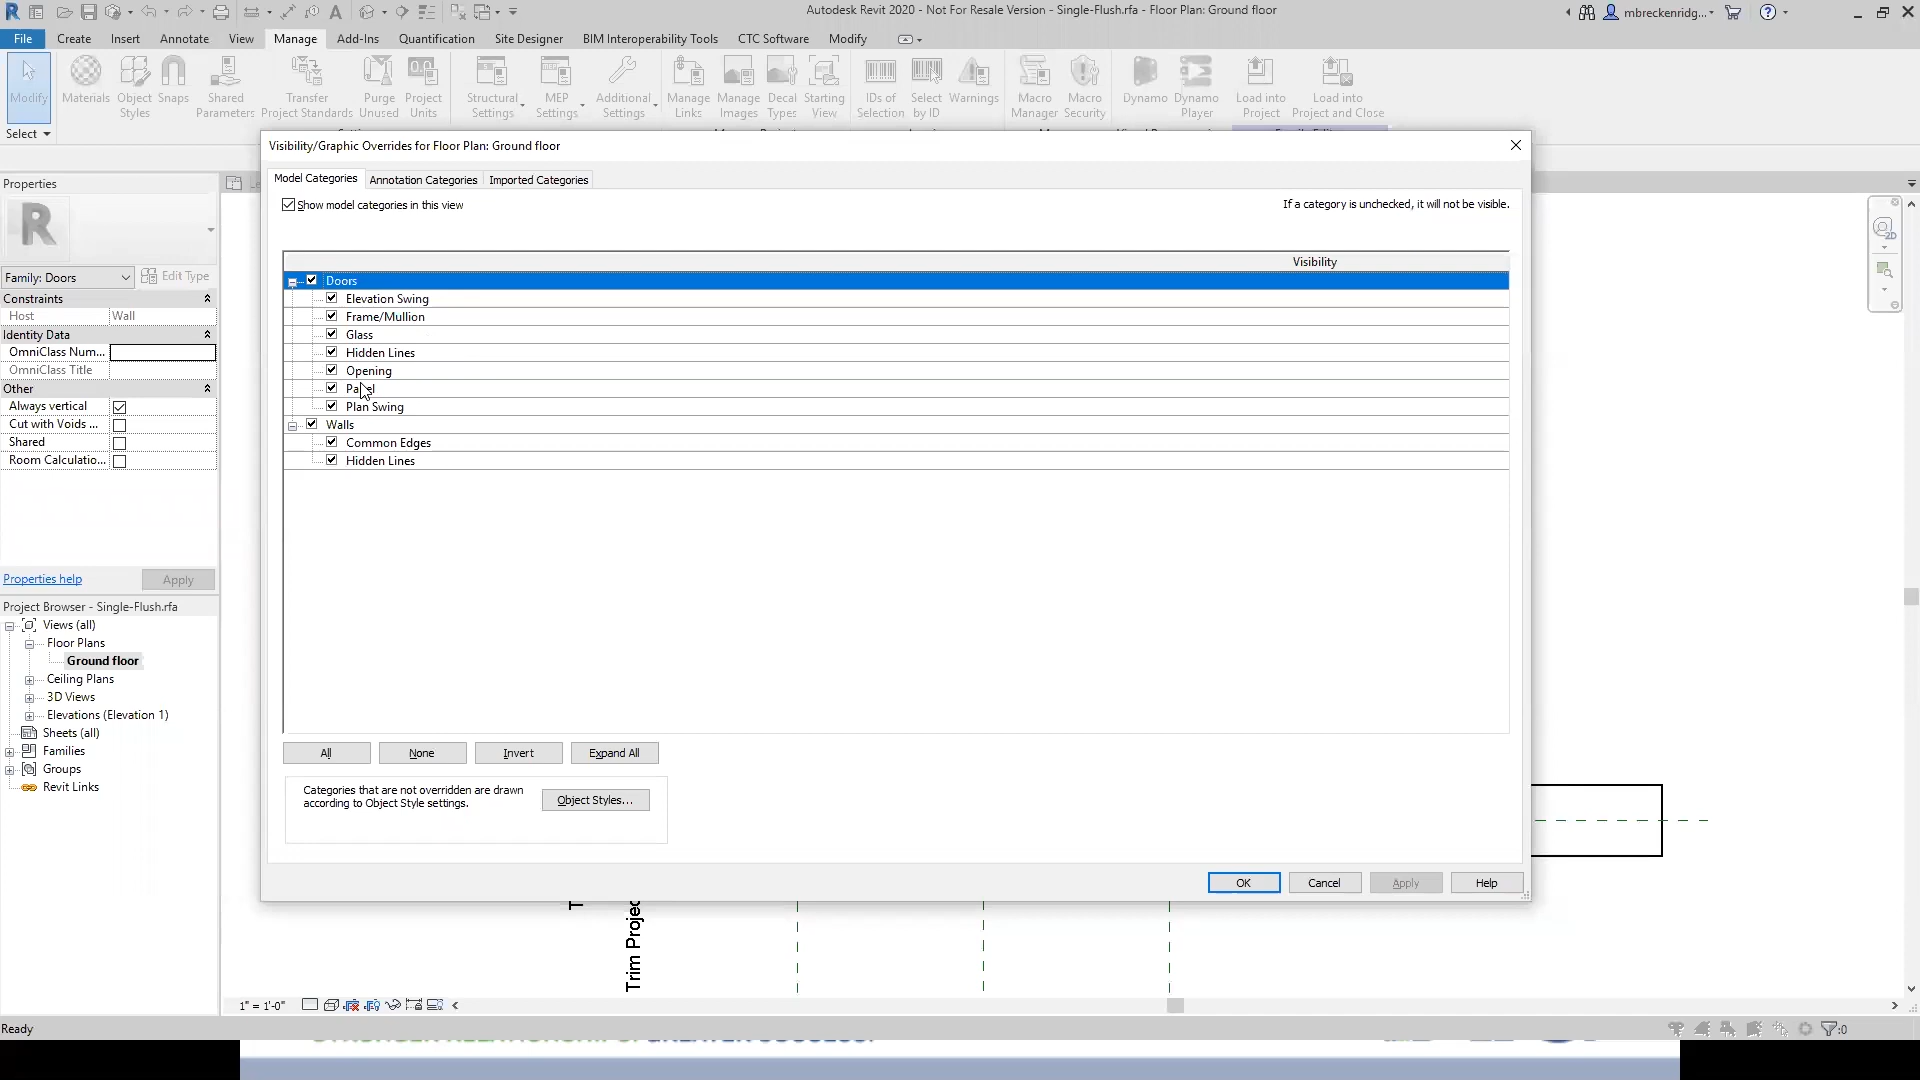 Autodesk Revit 2020 - Not For Resale Version - Single-Flush.rfa - Floor Plan: Ground floor
mbreckenridg...
File Create Insert Annotate View Manage Add-Ins Quantification Site Designer BIM Interoperability Tools CTC Software Modify
Modify
Materials
Object Styles
Snaps
Shared Parameters
Transfer Project Standards
Purge Unused
Project Units
Structural Settings
MEP Settings
Additional Settings
Manage Links
Manage Images
Decal Types
Starting View
IDs of Selection
Select by ID
Warnings
Macro Manager
Macro Security
Dynamo
Dynamo Player
Load into Project
Load into Project and Close
Select
Visibility/Graphic Overrides for Floor Plan: Ground floor
Model Categories Annotation Categories Imported Categories
Show model categories in this view
If a category is unchecked, it will not be visible.
Visibility
Doors
Elevation Swing
Frame/Mullion
Glass
Hidden Lines
Opening
Panel
Plan Swing
Walls
Common Edges
Hidden Lines
All None Invert Expand All
Categories that are not overridden are drawn
according to Object Style settings.
Object Styles...
OK Cancel Apply Help
Properties
R
Family: Doors
Edit Type
Constraints
Host Wall
Identity Data
OmniClass Num...
OmniClass Title
Other
Always vertical
Cut with Voids ...
Shared
Room Calculatio...
Properties help
Apply
Project Browser - Single-Flush.rfa
Views (all)
Floor Plans
Ground floor
Ceiling Plans
3D Views
Elevations (Elevation 1)
Sheets (all)
Families
Groups
Revit Links
2D
Trim Projec
1" = 1'-0"
Ready
:0